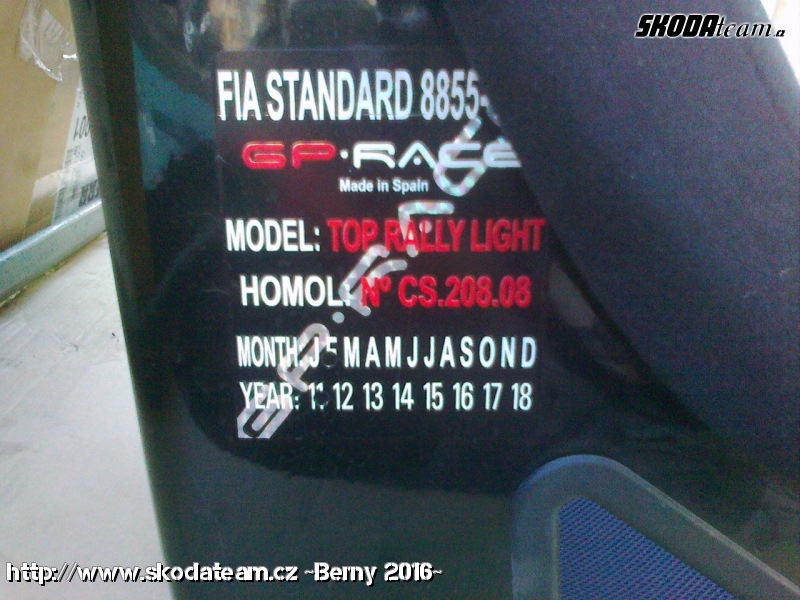 SKODAteam.cz
FIA STANDARD 8855-
GP·RACE
Made in Spain
MODEL: TOP RALLY LIGHT
HOMOL. Nº CS.208.08
MONTH: J F M A M J J A S O N D
YEAR: 11 12 13 14 15 16 17 18
http://www.skodateam.cz ~Berny 2016~